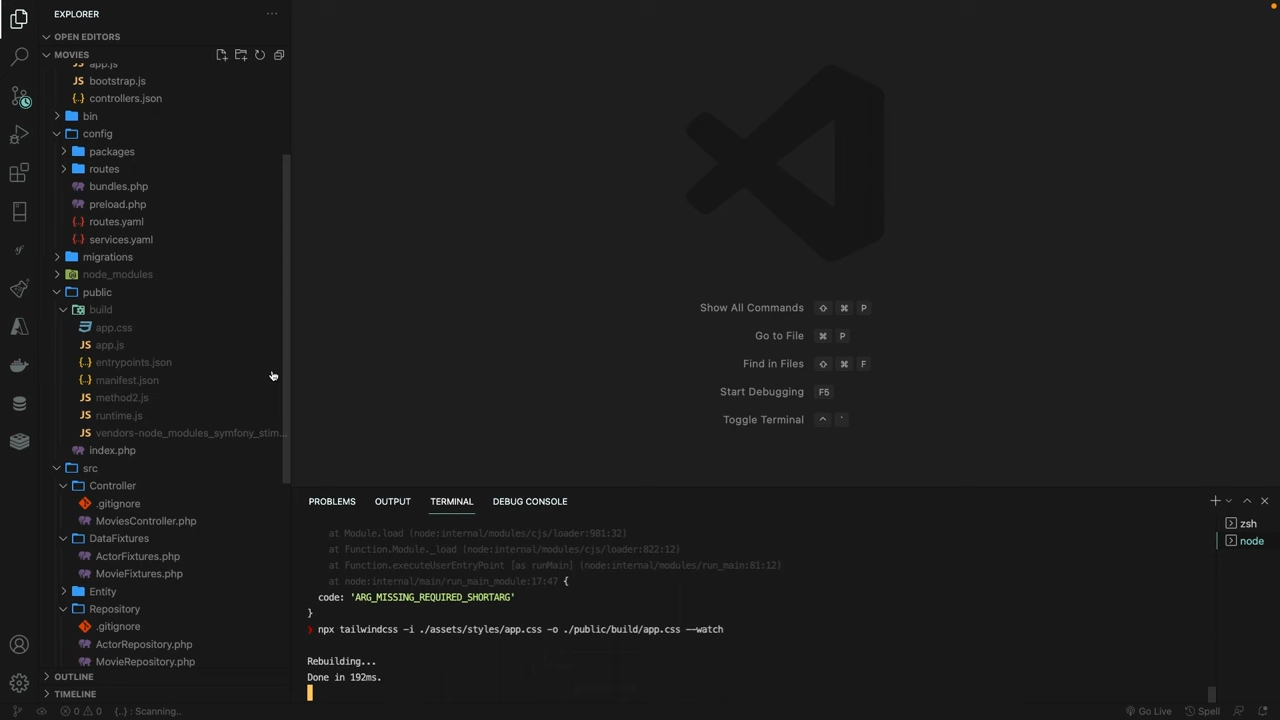 EXPLORER
OPEN EDITORS
MOVIES
app.js
JS bootstrap.js
{} controllers.json
bin
config
packages
routes
bundles.php
preload.php
routes.yaml
services.yaml
migrations
node_modules
public
build
app.css
JS app.js
{} entrypoints.json
{} manifest.json
JS method2.js
JS runtime.js
JS vendors-node_modules_symfony_stim...
index.php
src
Controller
.gitignore
MoviesController.php
DataFixtures
ActorFixtures.php
MovieFixtures.php
Entity
Repository
.gitignore
ActorRepository.php
MovieRepository.php
OUTLINE
TIMELINE
Show All Commands ⇧ ⌘ P
Go to File ⌘ P
Find in Files ⇧ ⌘ F
Start Debugging F5
Toggle Terminal ^ `
PROBLEMS OUTPUT TERMINAL DEBUG CONSOLE
at Module.load (node:internal/modules/cjs/loader:981:32)
at Function.Module._load (node:internal/modules/cjs/loader:822:12)
at Function.executeUserEntryPoint [as runMain] (node:internal/modules/run_main:81:12)
at node:internal/main/run_main_module:17:47 {
code: 'ARG_MISSING_REQUIRED_SHORTARG'
}
❯ npx tailwindcss -i ./assets/styles/app.css -o ./public/build/app.css --watch
Rebuilding...
Done in 192ms.
zsh
node
0 0 {..} : Scanning.. Go Live Spell